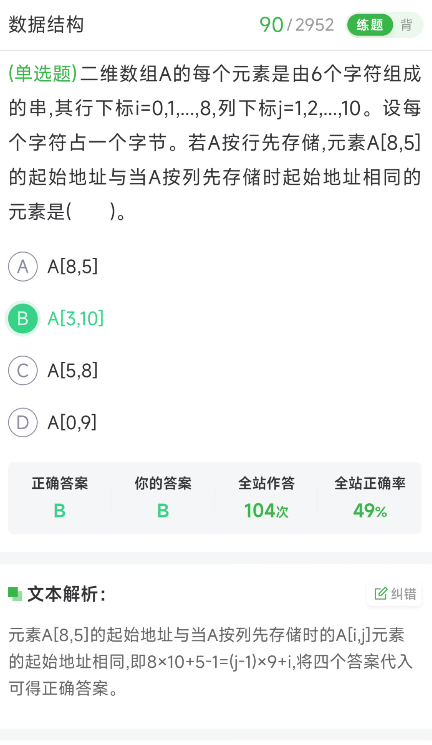 数据结构 90/2952 练题 背
(单选题)二维数组A的每个元素是由6个字符组成
的串,其行下标i=0,1,...,8,列下标j=1,2,...,10。设每
个字符占一个字节。若A按行先存储,元素A[8,5]
的起始地址与当A按列先存储时起始地址相同的
元素是( )。
A A[8,5]
B A[3,10]
C A[5,8]
D A[0,9]
正确答案 你的答案 全站作答 全站正确率
B B 104次 49%
文本解析: 纠错
元素A[8,5]的起始地址与当A按列先存储时的A[i,j]元素
的起始地址相同,即8×10+5-1=(j-1)×9+i,将四个答案代入
可得正确答案。